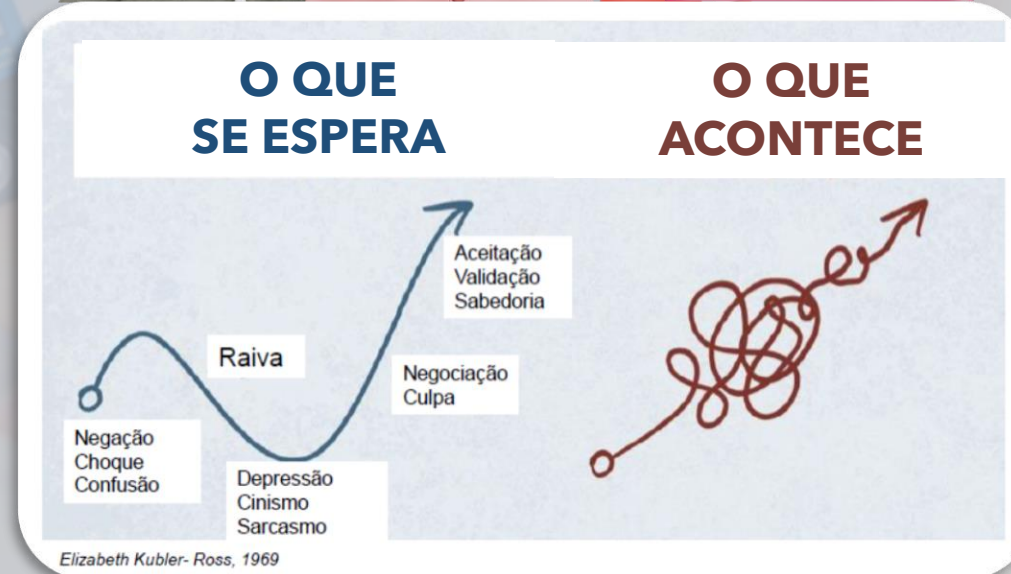 O QUE
SE ESPERA
O QUE
ACONTECE
Negação
Choque
Confusão
Raiva
Depressão
Cinismo
Sarcasmo
Negociação
Culpa
Aceitação
Validação
Sabedoria
Elizabeth Kubler- Ross, 1969